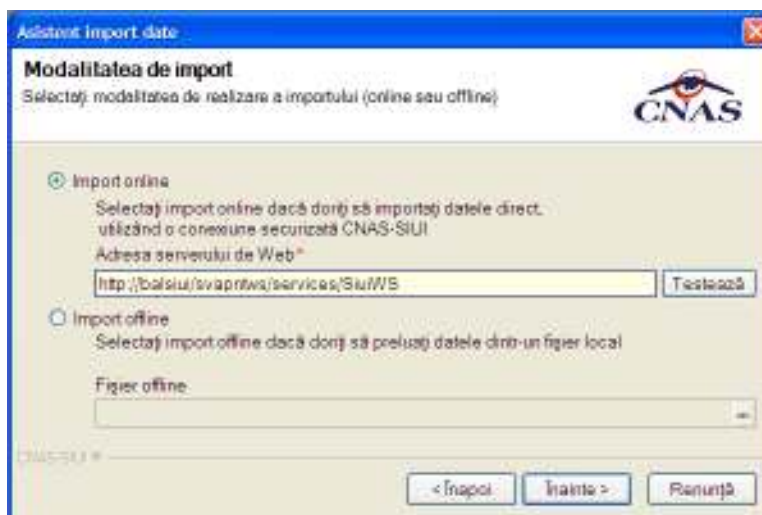 Asistent import date
Modalitatea de import
Selectați modalitatea de realizare a importului (online sau offline)
CNAS
Import online
Selectați import online dacă doriți să importați datele direct,
utilizând o conexiune securizată CNAS-SIUI
Adresa serverului de Web*
http://balsiui/svapntws/services/SiuiWS
Testează
Import offline
Selectați import offline dacă doriți să preluați datele dintr-un fișier local
Fișier offline
...
CNAS-SIUI ®
< Înapoi
Înainte >
Renunță